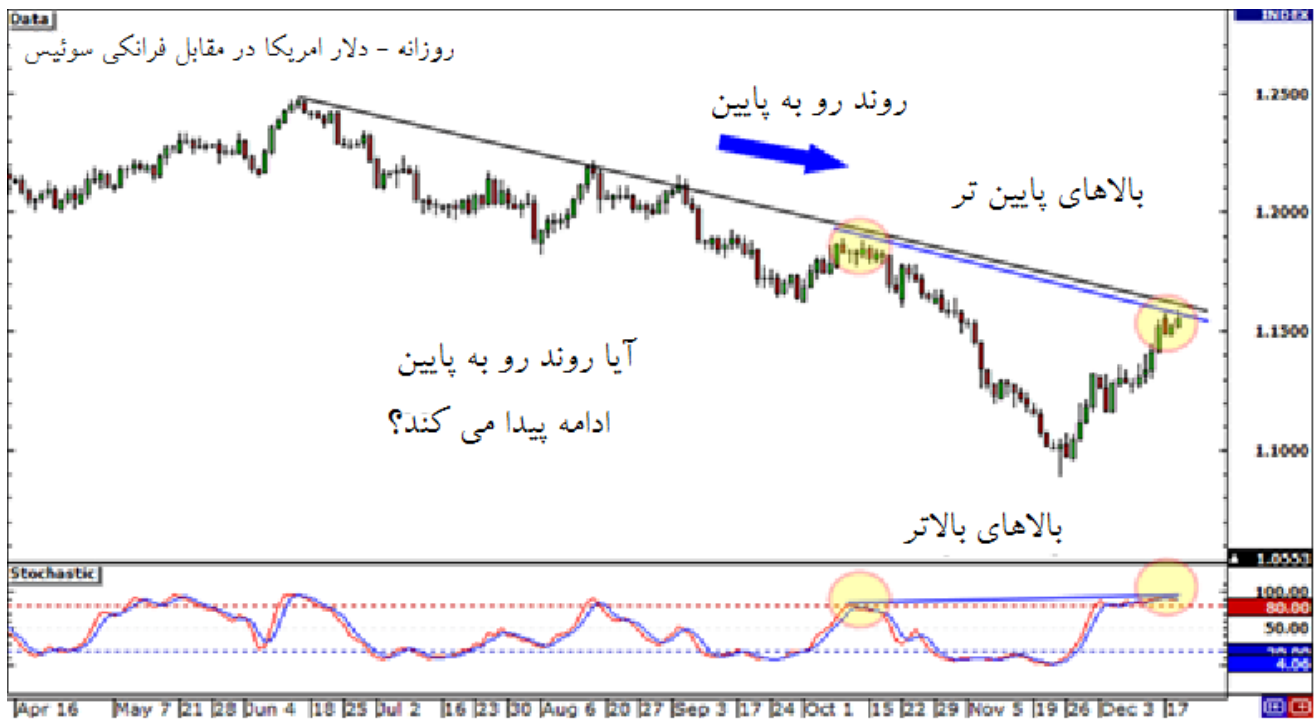 Data
INDEX
روزانه - دلار امریکا در مقابل فرانکی سوئیس
1.2500
روند رو به پایین
بالاهای پایین تر
1.2000
1.1500
آیا روند رو به پایین
ادامه پیدا می کند؟
1.1000
بالاهای بالاتر
1.0553
Stochastic
100.00
80.00
50.00
20.00
4.00
Apr 16 May 7 21 28 Jun 4 18 25 Jul 2 16 23 30 Aug 6 20 27 Sep 3 17 24 Oct 1 15 22 29 Nov 5 19 26 Dec 3 17